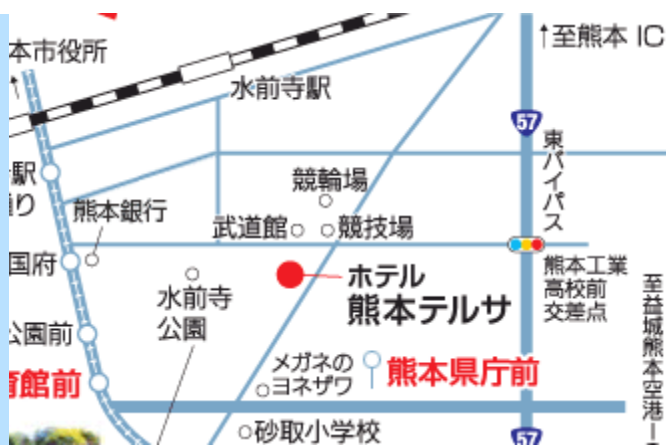 本市役所
↑至熊本 IC
水前寺駅
57
東バイパス
駅
り
競輪場
熊本銀行
武道館
競技場
国府
水前寺
公園
ホテル
熊本テルサ
熊本工業
高校前
交差点
公園前
メガネの
ヨネザワ
熊本県庁前
育館前
砂取小学校
至益城熊本空港
57